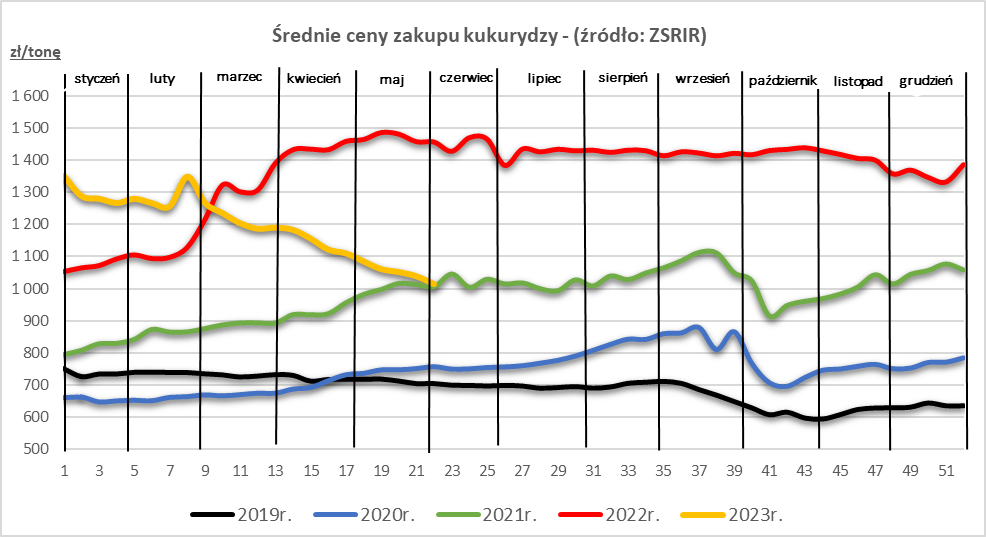 Średnie ceny zakupu kukurydzy - (źródło: ZSRIR)
zł/tonę
styczeń luty marzec kwiecień maj czerwiec lipiec sierpień wrzesień październik listopad grudzień
1 600
1 500
1 400
1 300
1 200
1 100
1 000
900
800
700
600
500
1 3 5 7 9 11 13 15 17 19 21 23 25 27 29 31 33 35 37 39 41 43 45 47 49 51
2019r. 2020r. 2021r. 2022r. 2023r.